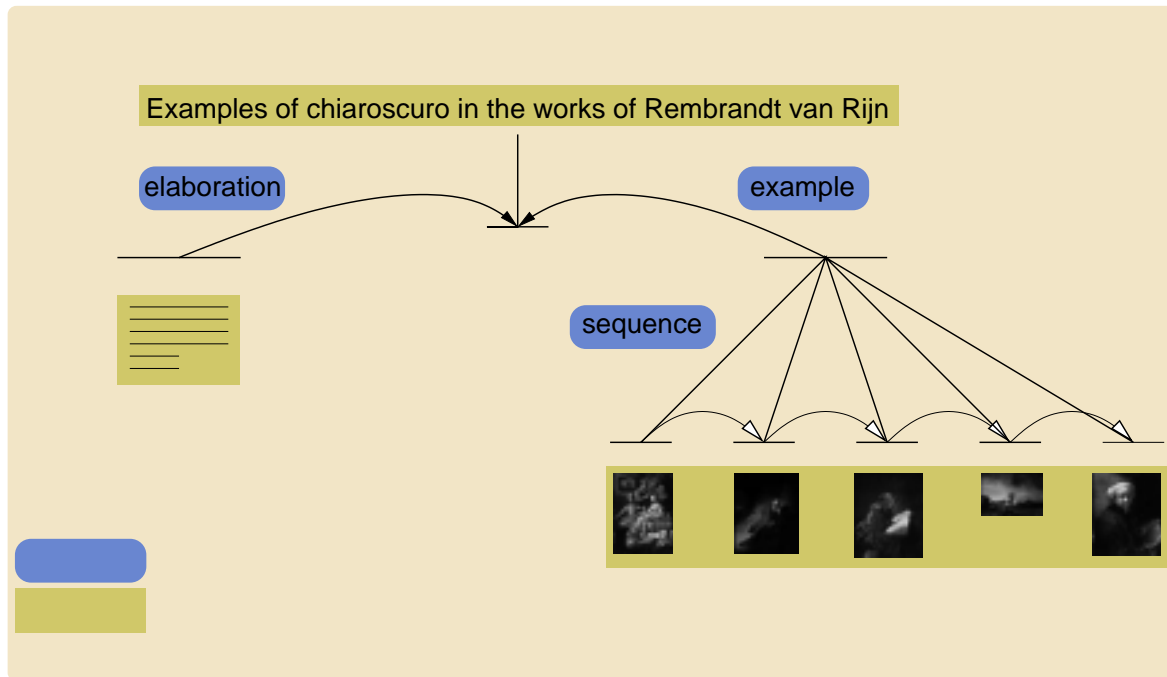 Examples of chiaroscuro in the works of Rembrandt van Rijn
elaboration
example
sequence